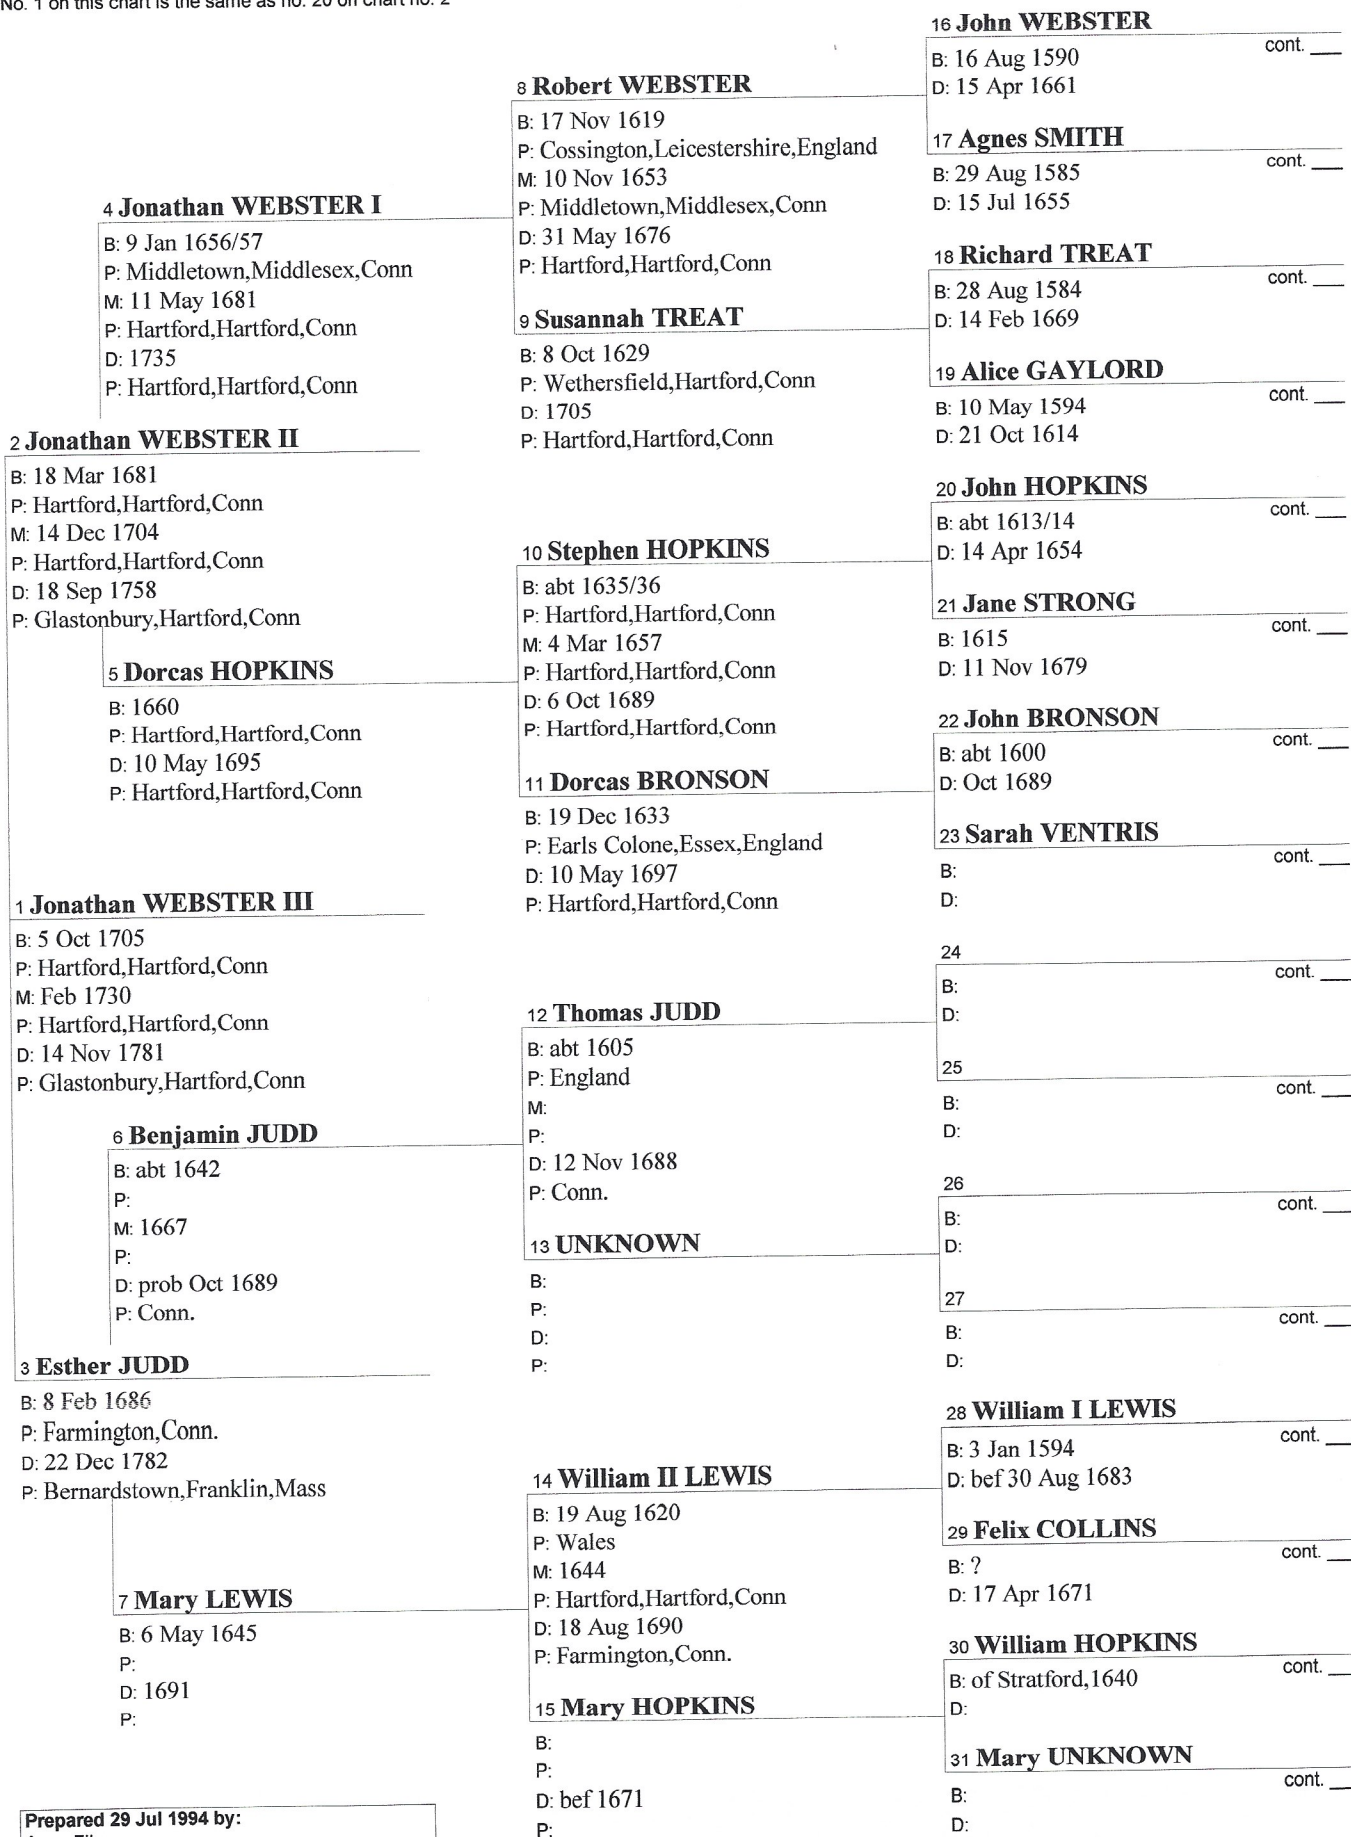 No. 1 on this chart is the same as no. 20 on chart no. 2
16 John WEBSTER
cont. ___
B: 16 Aug 1590
D: 15 Apr 1661
8 Robert WEBSTER
B: 17 Nov 1619
P: Cossington,Leicestershire,England
M: 10 Nov 1653
P: Middletown,Middlesex,Conn
D: 31 May 1676
P: Hartford,Hartford,Conn
17 Agnes SMITH
cont. ___
B: 29 Aug 1585
D: 15 Jul 1655
4 Jonathan WEBSTER I
B: 9 Jan 1656/57
P: Middletown,Middlesex,Conn
M: 11 May 1681
P: Hartford,Hartford,Conn
D: 1735
P: Hartford,Hartford,Conn
18 Richard TREAT
cont. ___
B: 28 Aug 1584
D: 14 Feb 1669
9 Susannah TREAT
B: 8 Oct 1629
P: Wethersfield,Hartford,Conn
D: 1705
P: Hartford,Hartford,Conn
19 Alice GAYLORD
cont. ___
B: 10 May 1594
D: 21 Oct 1614
2 Jonathan WEBSTER II
B: 18 Mar 1681
P: Hartford,Hartford,Conn
M: 14 Dec 1704
P: Hartford,Hartford,Conn
D: 18 Sep 1758
P: Glastonbury,Hartford,Conn
20 John HOPKINS
cont. ___
B: abt 1613/14
D: 14 Apr 1654
10 Stephen HOPKINS
B: abt 1635/36
P: Hartford,Hartford,Conn
M: 4 Mar 1657
P: Hartford,Hartford,Conn
D: 6 Oct 1689
P: Hartford,Hartford,Conn
21 Jane STRONG
cont. ___
B: 1615
D: 11 Nov 1679
5 Dorcas HOPKINS
B: 1660
P: Hartford,Hartford,Conn
D: 10 May 1695
P: Hartford,Hartford,Conn
22 John BRONSON
cont. ___
B: abt 1600
D: Oct 1689
11 Dorcas BRONSON
B: 19 Dec 1633
P: Earls Colone,Essex,England
D: 10 May 1697
P: Hartford,Hartford,Conn
23 Sarah VENTRIS
cont. ___
B:
D:
1 Jonathan WEBSTER III
B: 5 Oct 1705
P: Hartford,Hartford,Conn
M: Feb 1730
P: Hartford,Hartford,Conn
D: 14 Nov 1781
P: Glastonbury,Hartford,Conn
24
cont. ___
B:
D:
12 Thomas JUDD
B: abt 1605
P: England
M:
P:
D: 12 Nov 1688
P: Conn.
25
cont. ___
B:
D:
6 Benjamin JUDD
B: abt 1642
P:
M: 1667
P:
D: prob Oct 1689
P: Conn.
26
cont. ___
B:
D:
13 UNKNOWN
B:
P:
D:
P:
27
cont. ___
B:
D:
3 Esther JUDD
B: 8 Feb 1686
P: Farmington,Conn.
D: 22 Dec 1782
P: Bernardstown,Franklin,Mass
28 William I LEWIS
cont. ___
B: 3 Jan 1594
D: bef 30 Aug 1683
14 William II LEWIS
B: 19 Aug 1620
P: Wales
M: 1644
P: Hartford,Hartford,Conn
D: 18 Aug 1690
P: Farmington,Conn.
29 Felix COLLINS
cont. ___
B: ?
D: 17 Apr 1671
7 Mary LEWIS
B: 6 May 1645
P:
D: 1691
P:
30 William HOPKINS
cont. ___
B: of Stratford,1640
D:
15 Mary HOPKINS
B:
P:
D: bef 1671
P:
31 Mary UNKNOWN
cont. ___
B:
D:
Prepared 29 Jul 1994 by: